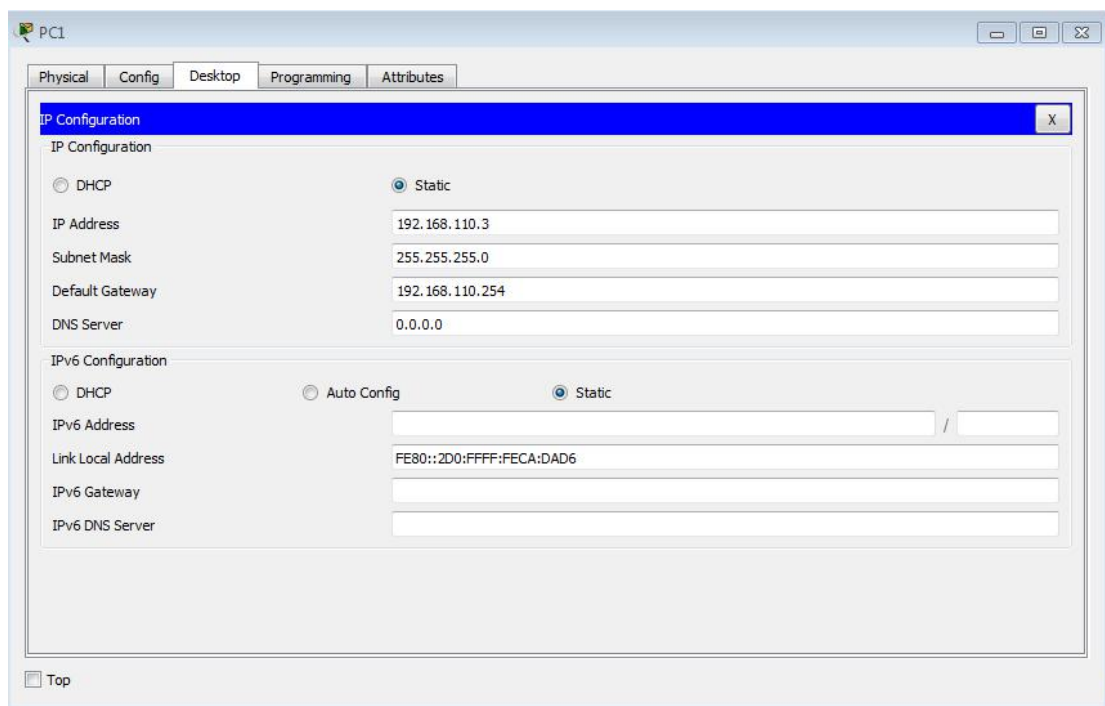 PC1
Physical Config Desktop Programming Attributes
IP Configuration X
IP Configuration
DHCP Static
IP Address 192.168.110.3
Subnet Mask 255.255.255.0
Default Gateway 192.168.110.254
DNS Server 0.0.0.0
IPv6 Configuration
DHCP Auto Config Static
IPv6 Address /
Link Local Address FE80::2D0:FFFF:FECA:DAD6
IPv6 Gateway
IPv6 DNS Server
Top